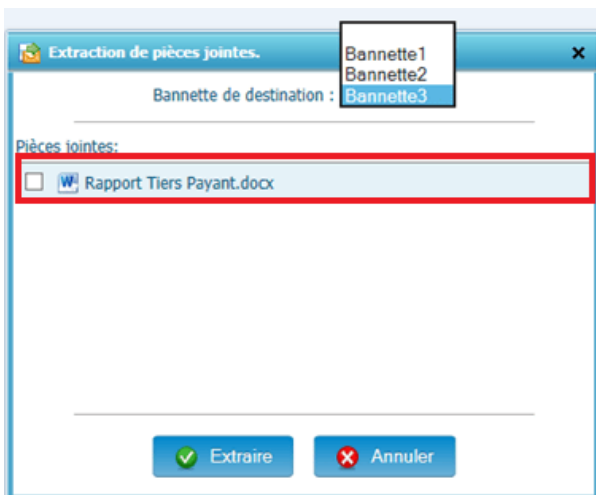 Extraction de pièces jointes.
Bannette1
Bannette2
Bannette de destination : Bannette3
Pièces jointes:
Rapport Tiers Payant.docx
Extraire Annuler